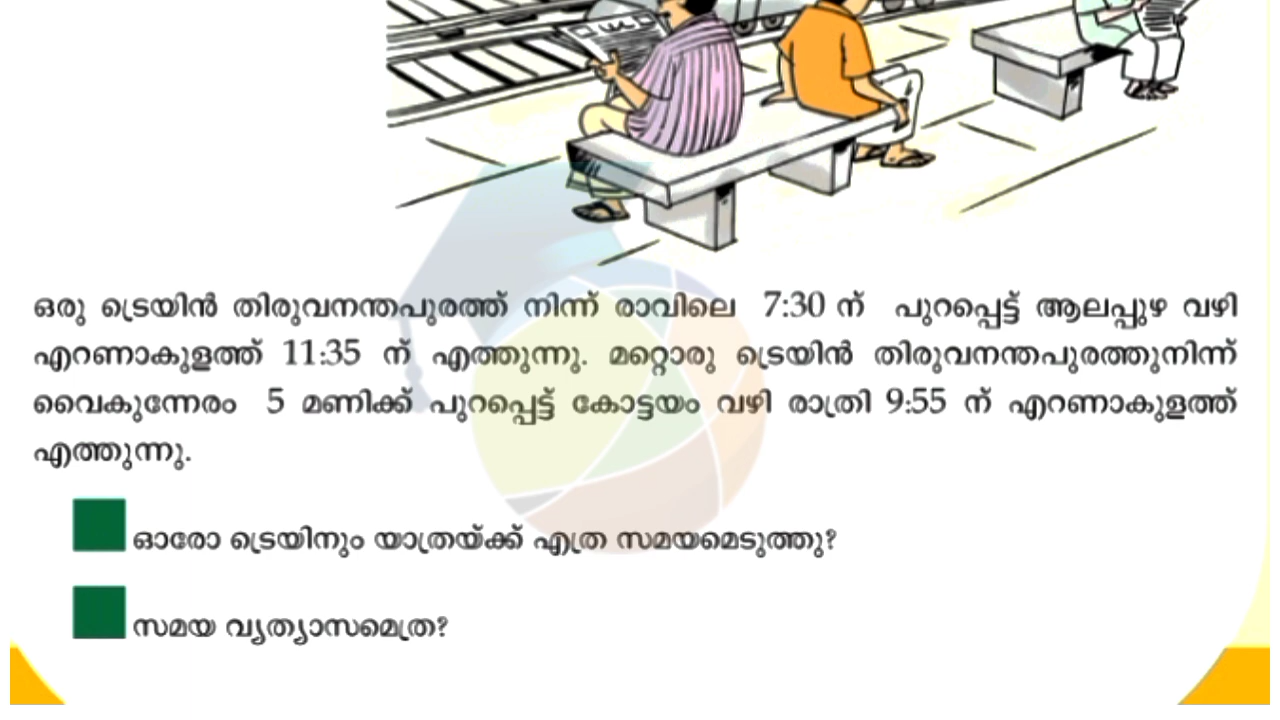 ഒരു ട്രെയിൻ തിരുവനന്തപുരത്ത് നിന്ന് രാവിലെ 7:30 ന് പുറപ്പെട്ട് ആലപ്പുഴ വഴി
എറണാകുളത്ത് 11:35 ന് എത്തുന്നു. മറ്റൊരു ട്രെയിൻ തിരുവനന്തപുരത്തുനിന്ന്
വൈകുന്നേരം 5 മണിക്ക് പുറപ്പെട്ട് കോട്ടയം വഴി രാത്രി 9:55 ന് എറണാകുളത്ത്
എത്തുന്നു.
ഓരോ ട്രെയിനും യാത്രയ്ക്ക് എത്ര സമയമെടുത്തു?
സമയ വ്യത്യാസമെത്ര?